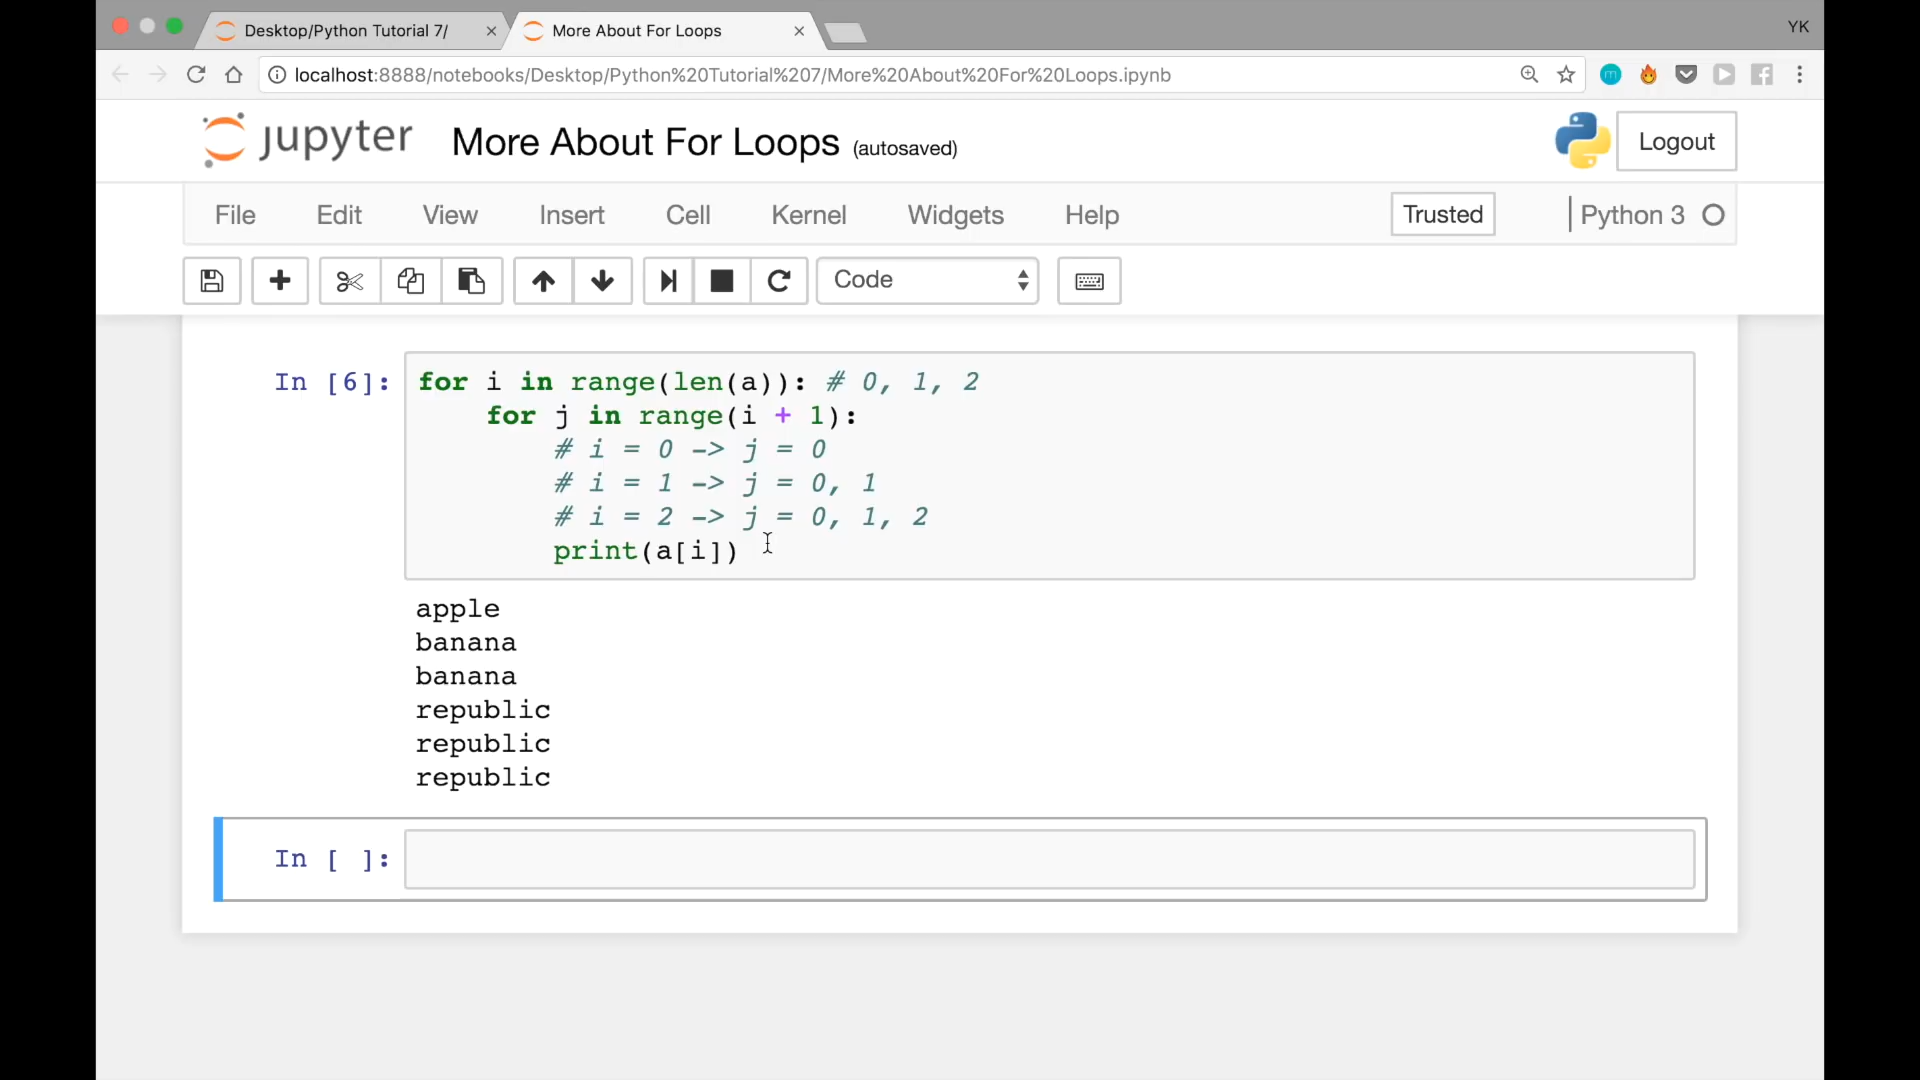 YK
Desktop/Python Tutorial 7/
More About For Loops
localhost:8888/notebooks/Desktop/Python%20Tutorial%207/More%20About%20For%20Loops.ipynb
m
jupyter More About For Loops (autosaved)
Logout
File Edit View Insert Cell Kernel Widgets Help Trusted Python 3
Code
In [6]: for i in range(len(a)): # 0, 1, 2
for j in range(i + 1):
# i = 0 -> j = 0
# i = 1 -> j = 0, 1
# i = 2 -> j = 0, 1, 2
print(a[i])
apple
banana
banana
republic
republic
republic
In [ ]: